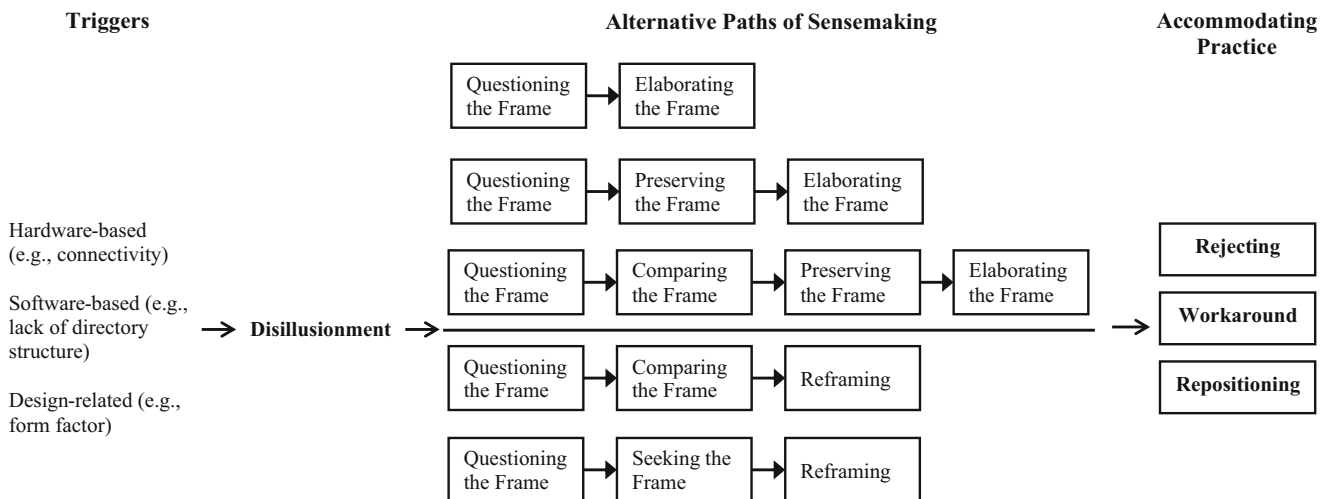 Triggers
Alternative Paths of Sensemaking
Accommodating
Practice
Questioning
the Frame
Elaborating
the Frame
Questioning
the Frame
Preserving
the Frame
Elaborating
the Frame
Hardware-based
(e.g., connectivity)
Software-based (e.g.,
lack of directory
structure)
Design-related (e.g.,
form factor)
Disillusionment
Questioning
the Frame
Comparing
the Frame
Preserving
the Frame
Elaborating
the Frame
Questioning
the Frame
Comparing
the Frame
Reframing
Questioning
the Frame
Seeking the
Frame
Reframing
Rejecting
Workaround
Repositioning